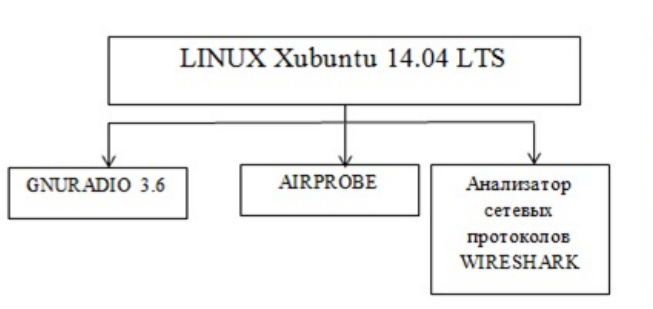 LINUX Xubuntu 14.04 LTS
GNURADIO 3.6
AIRPROBE
Анализатор
сетевых
протоколов
WIRESHARK